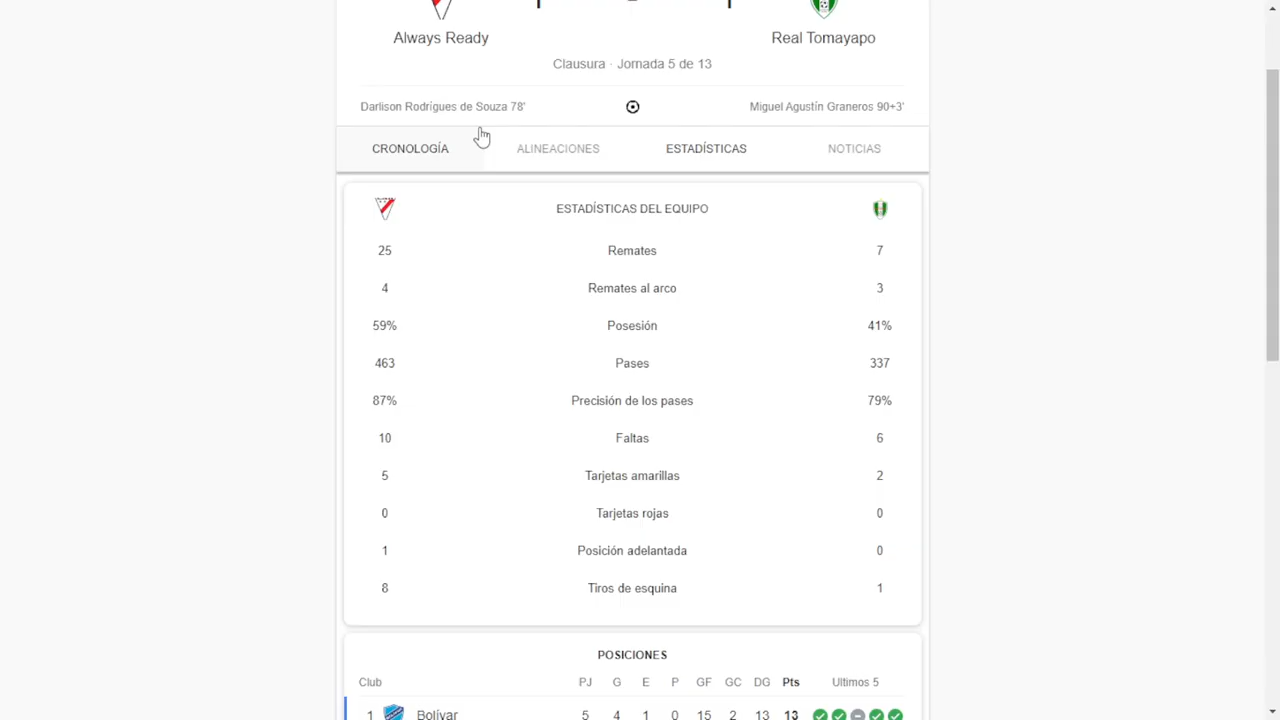 Always Ready Real Tomayapo
Clausura · Jornada 5 de 13
Darlison Rodrígues de Souza 78' Miguel Agustín Graneros 90+3'
CRONOLOGÍA ALINEACIONES ESTADÍSTICAS NOTICIAS
ESTADÍSTICAS DEL EQUIPO
25 Remates 7
4 Remates al arco 3
59% Posesión 41%
463 Pases 337
87% Precisión de los pases 79%
10 Faltas 6
5 Tarjetas amarillas 2
0 Tarjetas rojas 0
1 Posición adelantada 0
8 Tiros de esquina 1
POSICIONES
Club PJ G E P GF GC DG Pts Ultimos 5
1 Bolívar 5 4 1 0 15 2 13 13